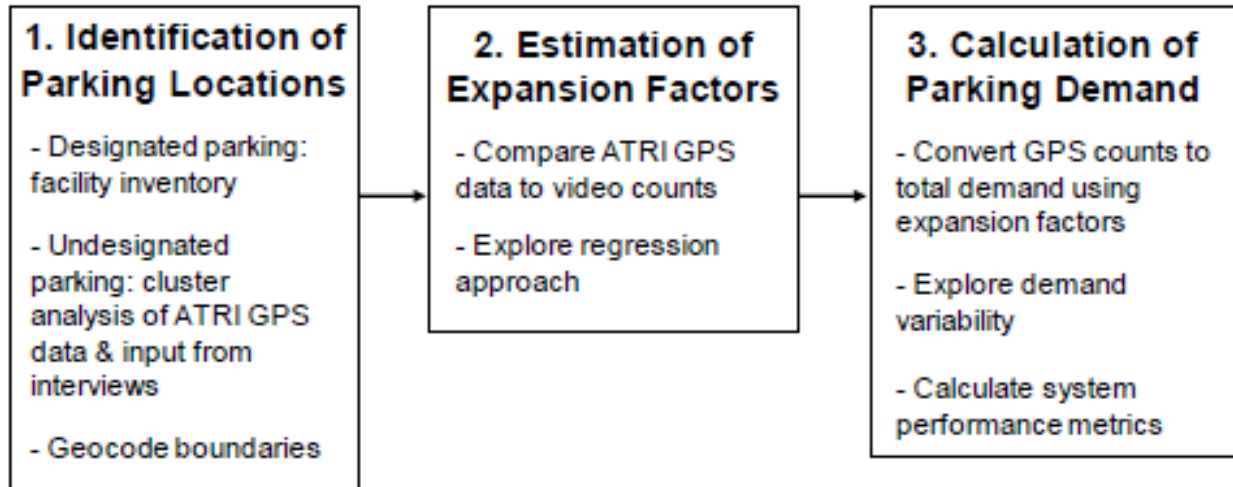 1. Identification of
Parking Locations
- Designated parking:
facility inventory
- Undesignated
parking: cluster
analysis of ATRI GPS
data & input from
interviews
- Geocode boundaries
2. Estimation of
Expansion Factors
- Compare ATRI GPS
data to video counts
- Explore regression
approach
3. Calculation of
Parking Demand
- Convert GPS counts to
total demand using
expansion factors
- Explore demand
variability
- Calculate system
performance metrics